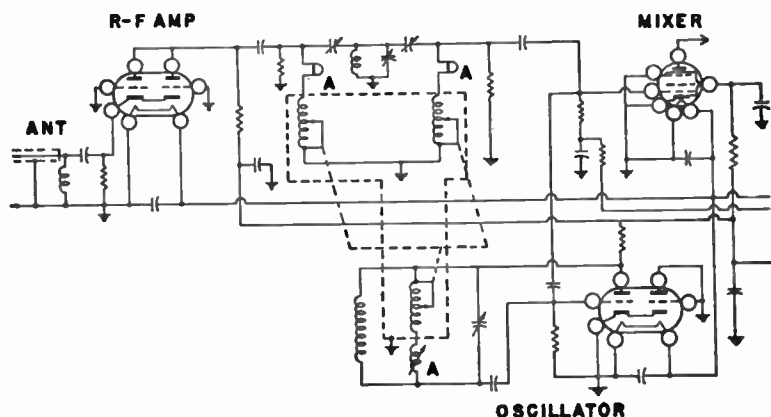 R-F AMP
MIXER
ANT
A
A
A
OSCILLATOR